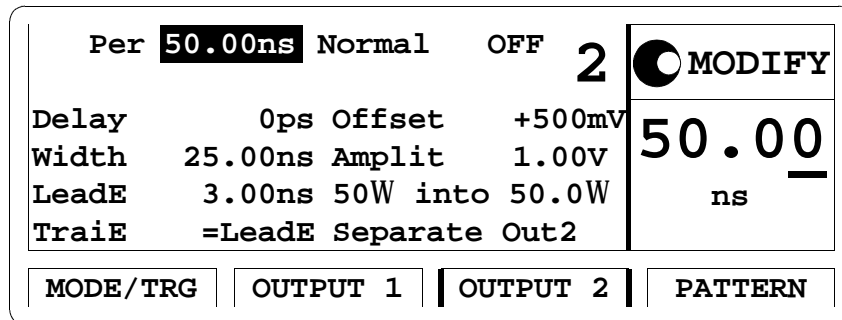 Per 50.00ns Normal OFF 2 MODIFY
Delay 0ps Offset +500mV
50.00
Width 25.00ns Amplit 1.00V
LeadE 3.00ns 50W into 50.0W ns
TraiE =LeadE Separate Out2
MODE/TRG OUTPUT 1 OUTPUT 2 PATTERN